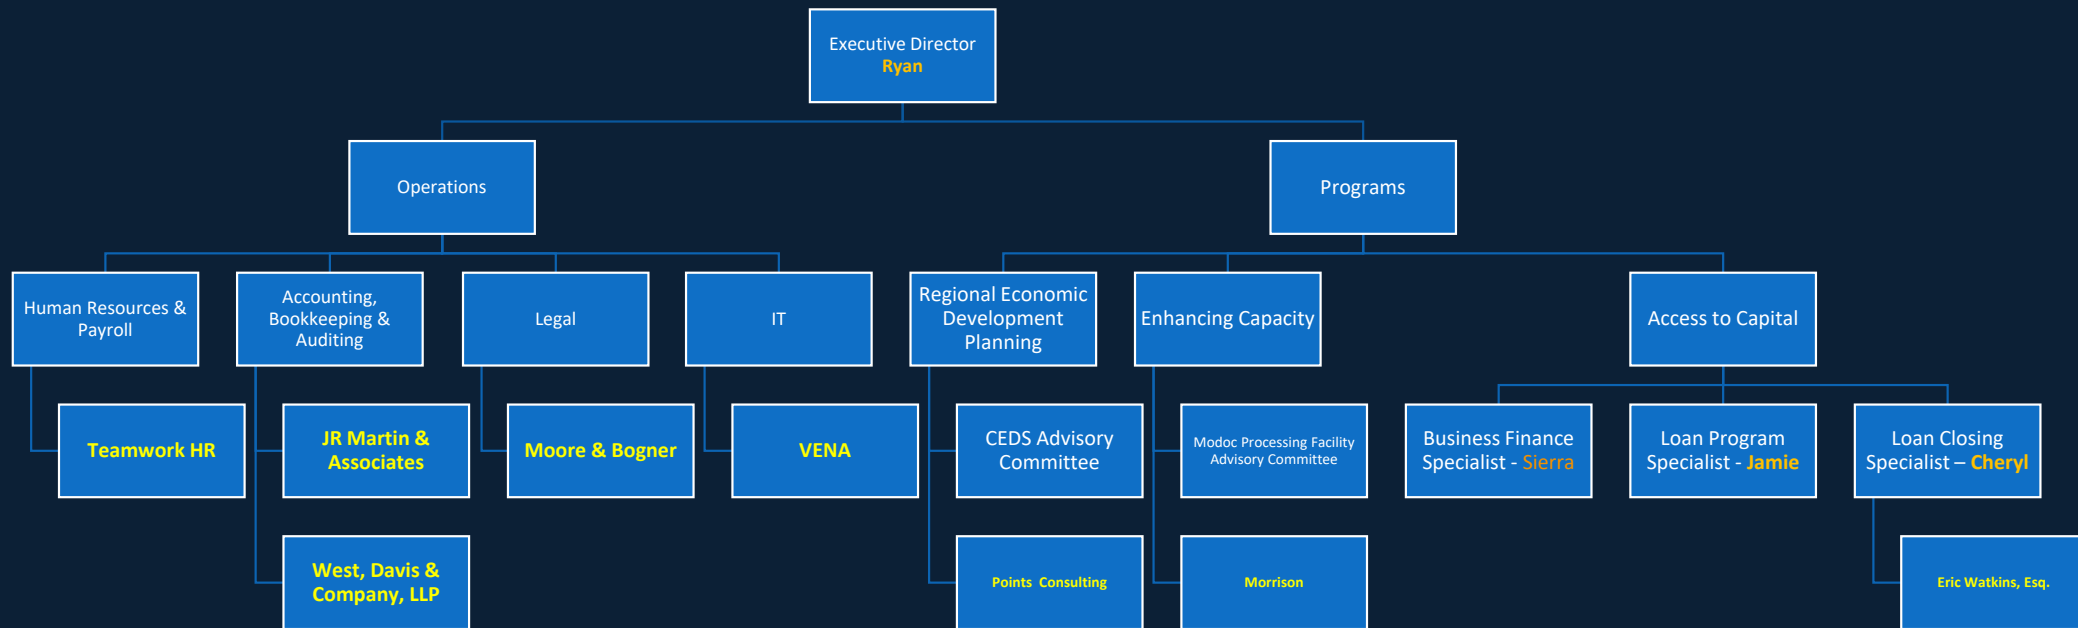 Executive Director
Ryan
Operations
Programs
Human Resources &
Payroll
Accounting,
Bookkeeping &
Auditing
Legal
IT
Regional Economic
Development
Planning
Enhancing Capacity
Access to Capital
Teamwork HR
JR Martin &
Associates
Moore & Bogner
VENA
CEDS Advisory
Committee
Modoc Processing Facility
Advisory Committee
Business Finance
Specialist - Sierra
Loan Program
Specialist - Jamie
Loan Closing
Specialist – Cheryl
West, Davis &
Company, LLP
Points  Consulting
Morrison
Eric Watkins, Esq.